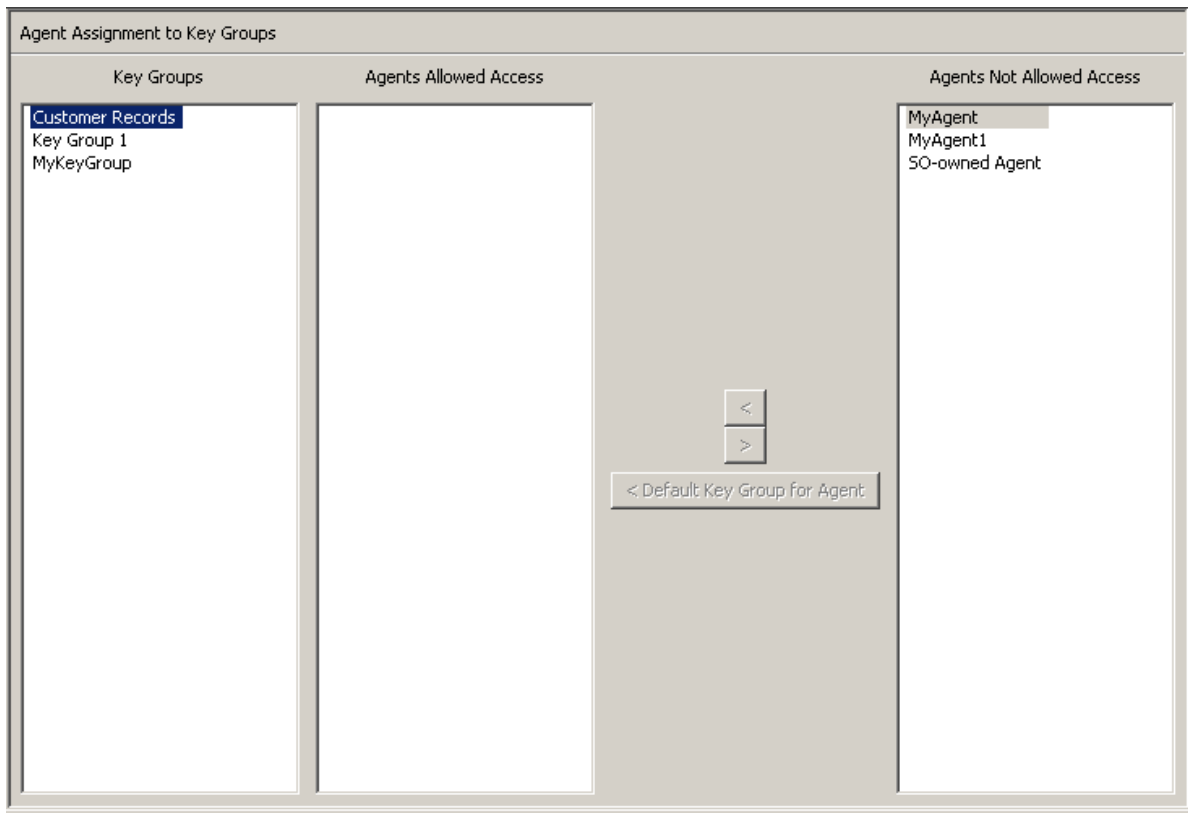 Agent Assignment to Key Groups
Key Groups
Agents Allowed Access
Agents Not Allowed Access
Customer Records
Key Group 1
MyKeyGroup
MyAgent
MyAgent1
SO-owned Agent
<
>
< Default Key Group for Agent